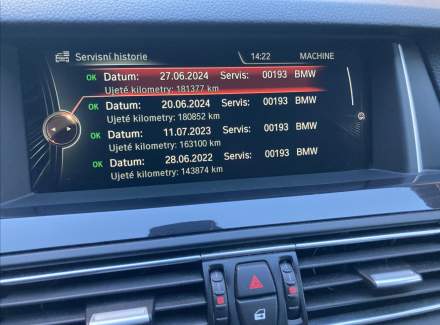 Servisní historie 14:22 MACHINE
OK Datum: 27.06.2024 Servis: 00193 BMW
Ujeté kilometry: 181377 km
OK Datum: 20.06.2024 Servis: 00193 BMW
Ujeté kilometry: 180852 km
OK Datum: 11.07.2023 Servis: 00193 BMW
Ujeté kilometry: 163100 km
OK Datum: 28.06.2022 Servis: 00193 BMW
Ujeté kilometry: 143874 km